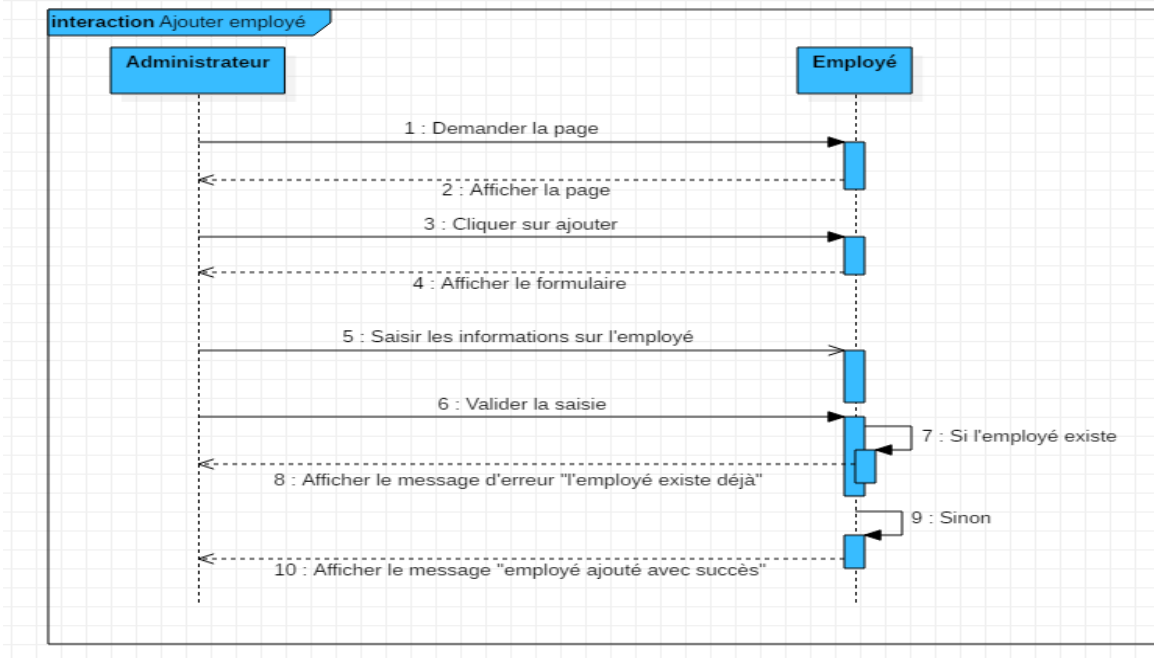 interaction Ajouter employé
Administrateur
Employé
1 : Demander la page
2 : Afficher la page
3 : Cliquer sur ajouter
4 : Afficher le formulaire
5 : Saisir les informations sur l'employé
6 : Valider la saisie
7 : Si l'employé existe
8 : Afficher le message d'erreur "l'employé existe déjà"
9 : Sinon
10 : Afficher le message "employé ajouté avec succès"